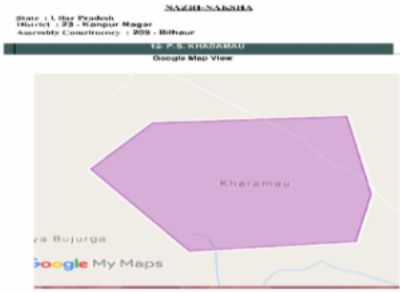 NAZRI-NAKSHA
State : Uttar Pradesh
District : 23 - Kanpur Nagar
Assembly Constituency : 209 - Bilhaur
12- P.S. KHADAMAU
Google Map View
Kharamau
ya Bujurga
Google My Maps